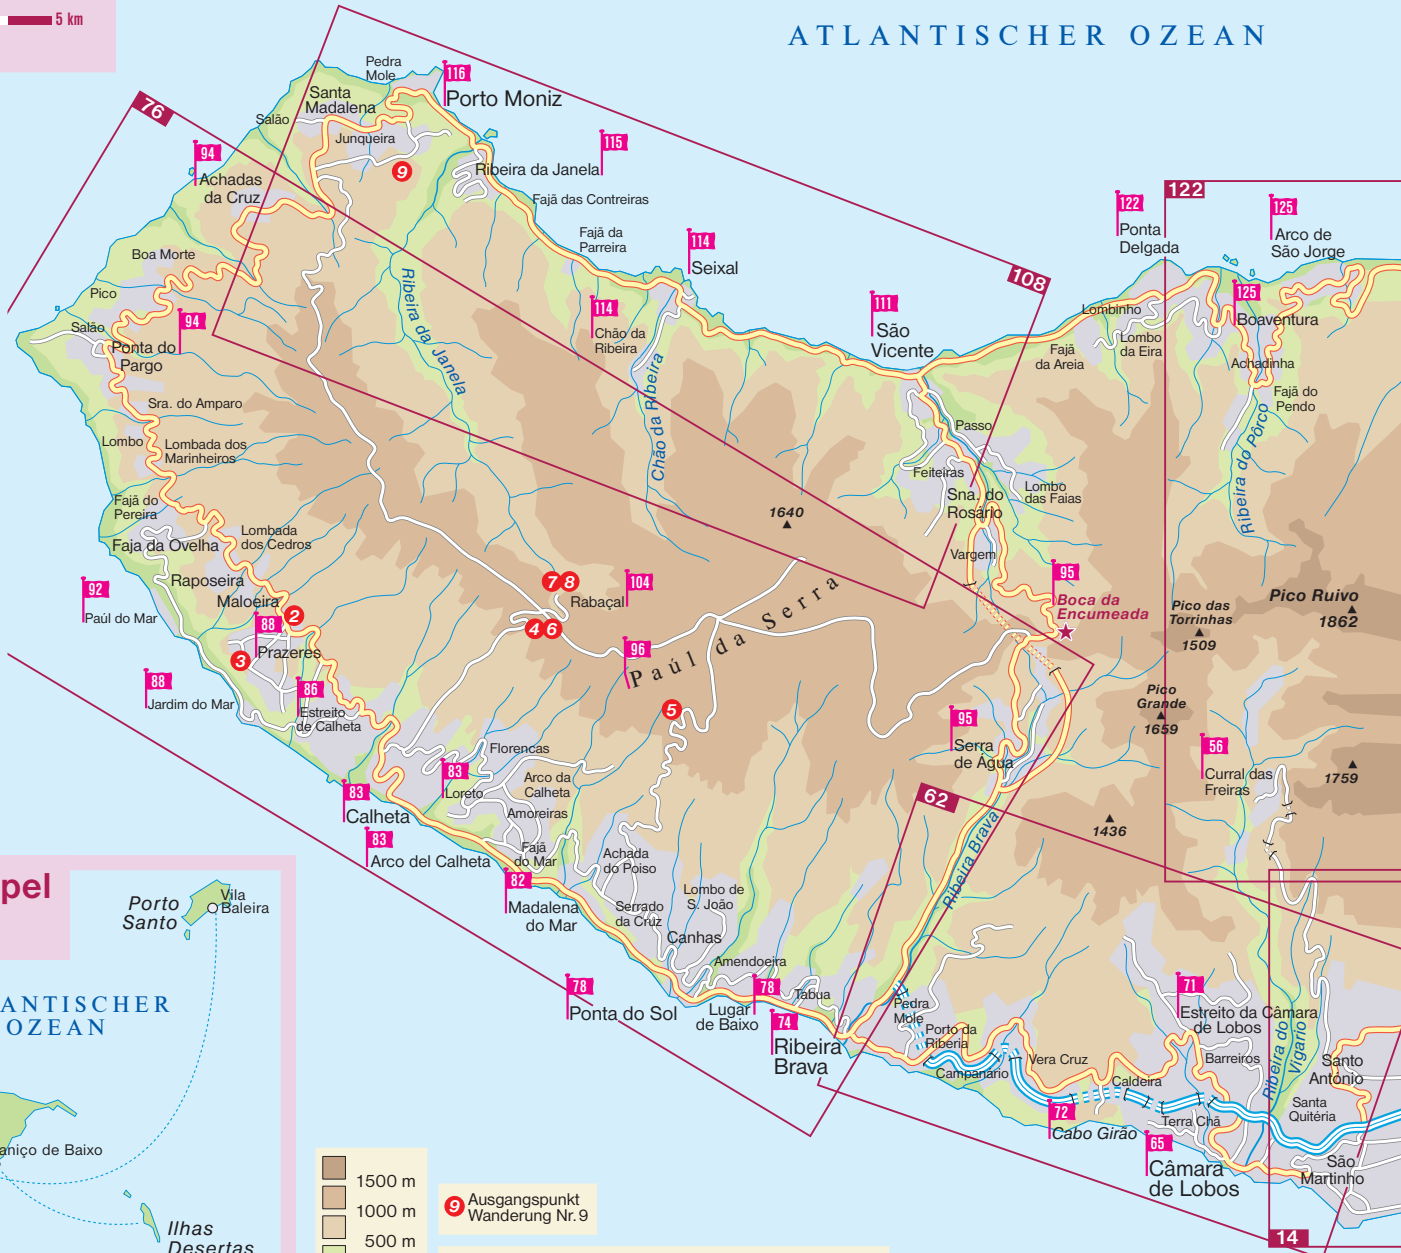 5 km
ATLANTISCHER OZEAN
Pedra
Mole
116
Porto Moniz
Santa
Madalena
76
Salão
Junqueira
115
94
9
Ribeira da Janela
Achadas
da Cruz
122
122
125
Fajã das Contreiras
Ponta
Delgada
Arco de
São Jorge
Fajã da
Parreira
114
Seixal
Boa Morte
108
Ribeira da Janela
Pico
94
114
111
125
Lombinho
Salão
Chão da
Ribeira
São
Vicente
Boaventura
Ponta do
Pargo
Fajã
da Areia
Lombo
da Eira
Achadinha
Chão da Ribeira
Sra. do Amparo
Fajã do
Pendo
Ribeira do Pôrco
Lombo
Lombada dos
Marinheiros
Passo
Feiteiras
Lombo
das Faias
Sna. do
Rosário
Fajã do
Pereira
1640
Lombada
dos Cedros
Faja da Ovelha
Vargem
Raposeira
7
8
104
95
92
Maloeira
Rabaçal
Boca da
Encumeada
Pico das
Torrinhas
1509
Pico Ruivo
1862
Paúl do Mar
2
88
4
6
Paúl da Serra
96
3
Prazeres
88
86
Jardim do Mar
5
Pico
Grande
1659
Estreito
de Calheta
95
Serra
de Água
56
Florencas
83
Loreto
Arco da
Calheta
Curral das
Freiras
1759
83
Calheta
62
Amoreiras
1436
83
Arco del Calheta
Fajã
do Mar
Achada
do Poiso
Ribeira Brava
82
Madalena
do Mar
Lombo de
S. João
Serrado
da Cruz
Canhas
pel
Porto
Santo
Vila
Baleira
Amendoeira
78
Ponta do Sol
78
Tabua
71
Lugar
de Baixo
74
Ribeira
Brava
Pedra
Mole
Estreito da Câmara
de Lobos
ANTISCHER
OZEAN
Porto da
Ribéria
Ribeira do
Vigario
Campanário
Vera Cruz
Barreiros
Santo
António
Caldeira
72
Cabo Girão
Terra Chã
Santa
Quitéria
65
Câmara
de Lobos
São
Martinho
aniço de Baixo
1500 m
1000 m
500 m
9
Ausgangspunkt
Wanderung Nr. 9
Ilhas
Desertas
14